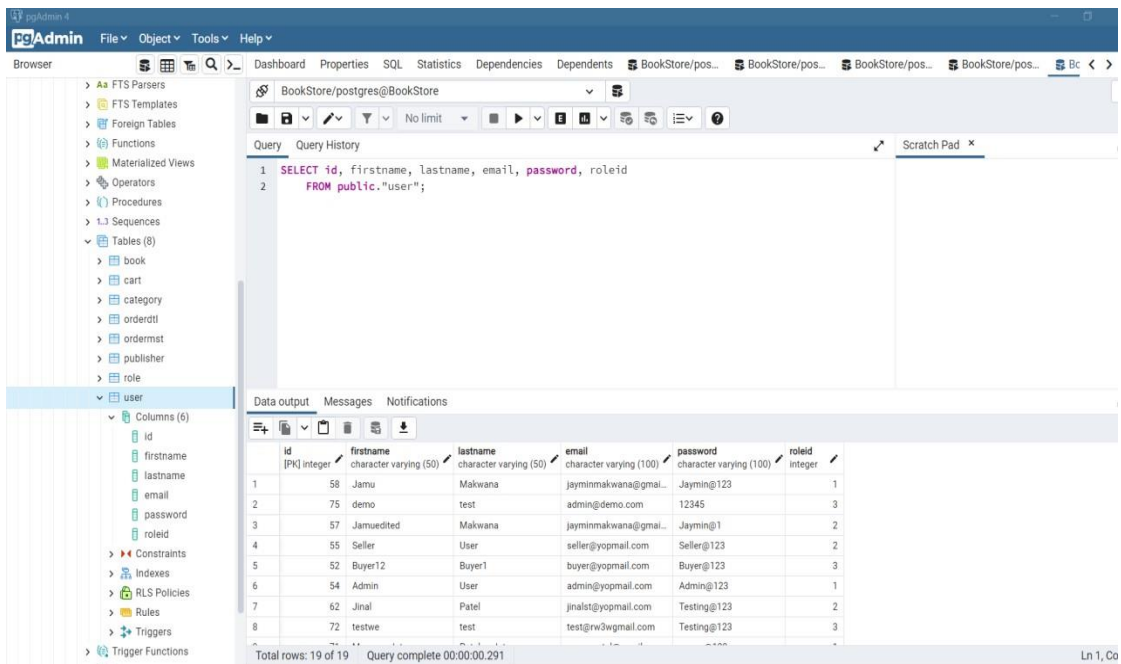 pgAdmin 4
pgAdmin File Object Tools Help
Browser
Dashboard Properties SQL Statistics Dependencies Dependents BookStore/pos... BookStore/pos... BookStore/pos... BookStore/pos... Bc
FTS Parsers
FTS Templates
Foreign Tables
Functions
Materialized Views
Operators
Procedures
1..3 Sequences
Tables (8)
book
cart
category
orderdtl
ordermst
publisher
role
user
Columns (6)
id
firstname
lastname
email
password
roleid
Constraints
Indexes
RLS Policies
Rules
Triggers
Trigger Functions
BookStore/postgres@BookStore
No limit
Query Query History
Scratch Pad
1 SELECT id, firstname, lastname, email, password, roleid
2 FROM public."user";
Data output Messages Notifications
id firstname lastname email password roleid
[PK] integer character varying (50) character varying (50) character varying (100) character varying (100) integer
1 58 Jamu Makwana jayminmakwana@gmai... Jaymin@123 1
2 75 demo test admin@demo.com 12345 3
3 57 Jamuedited Makwana jayminmakwana@gmai... Jaymin@1 2
4 55 Seller User seller@yopmail.com Seller@123 2
5 52 Buyer12 Buyer1 buyer@yopmail.com Buyer@123 3
6 54 Admin User admin@yopmail.com Admin@123 1
7 62 Jinal Patel jinalst@yopmail.com Testing@123 2
8 72 testwe test test@rw3wgmail.com Testing@123 3
Total rows: 19 of 19 Query complete 00:00:00.291
Ln 1, Co